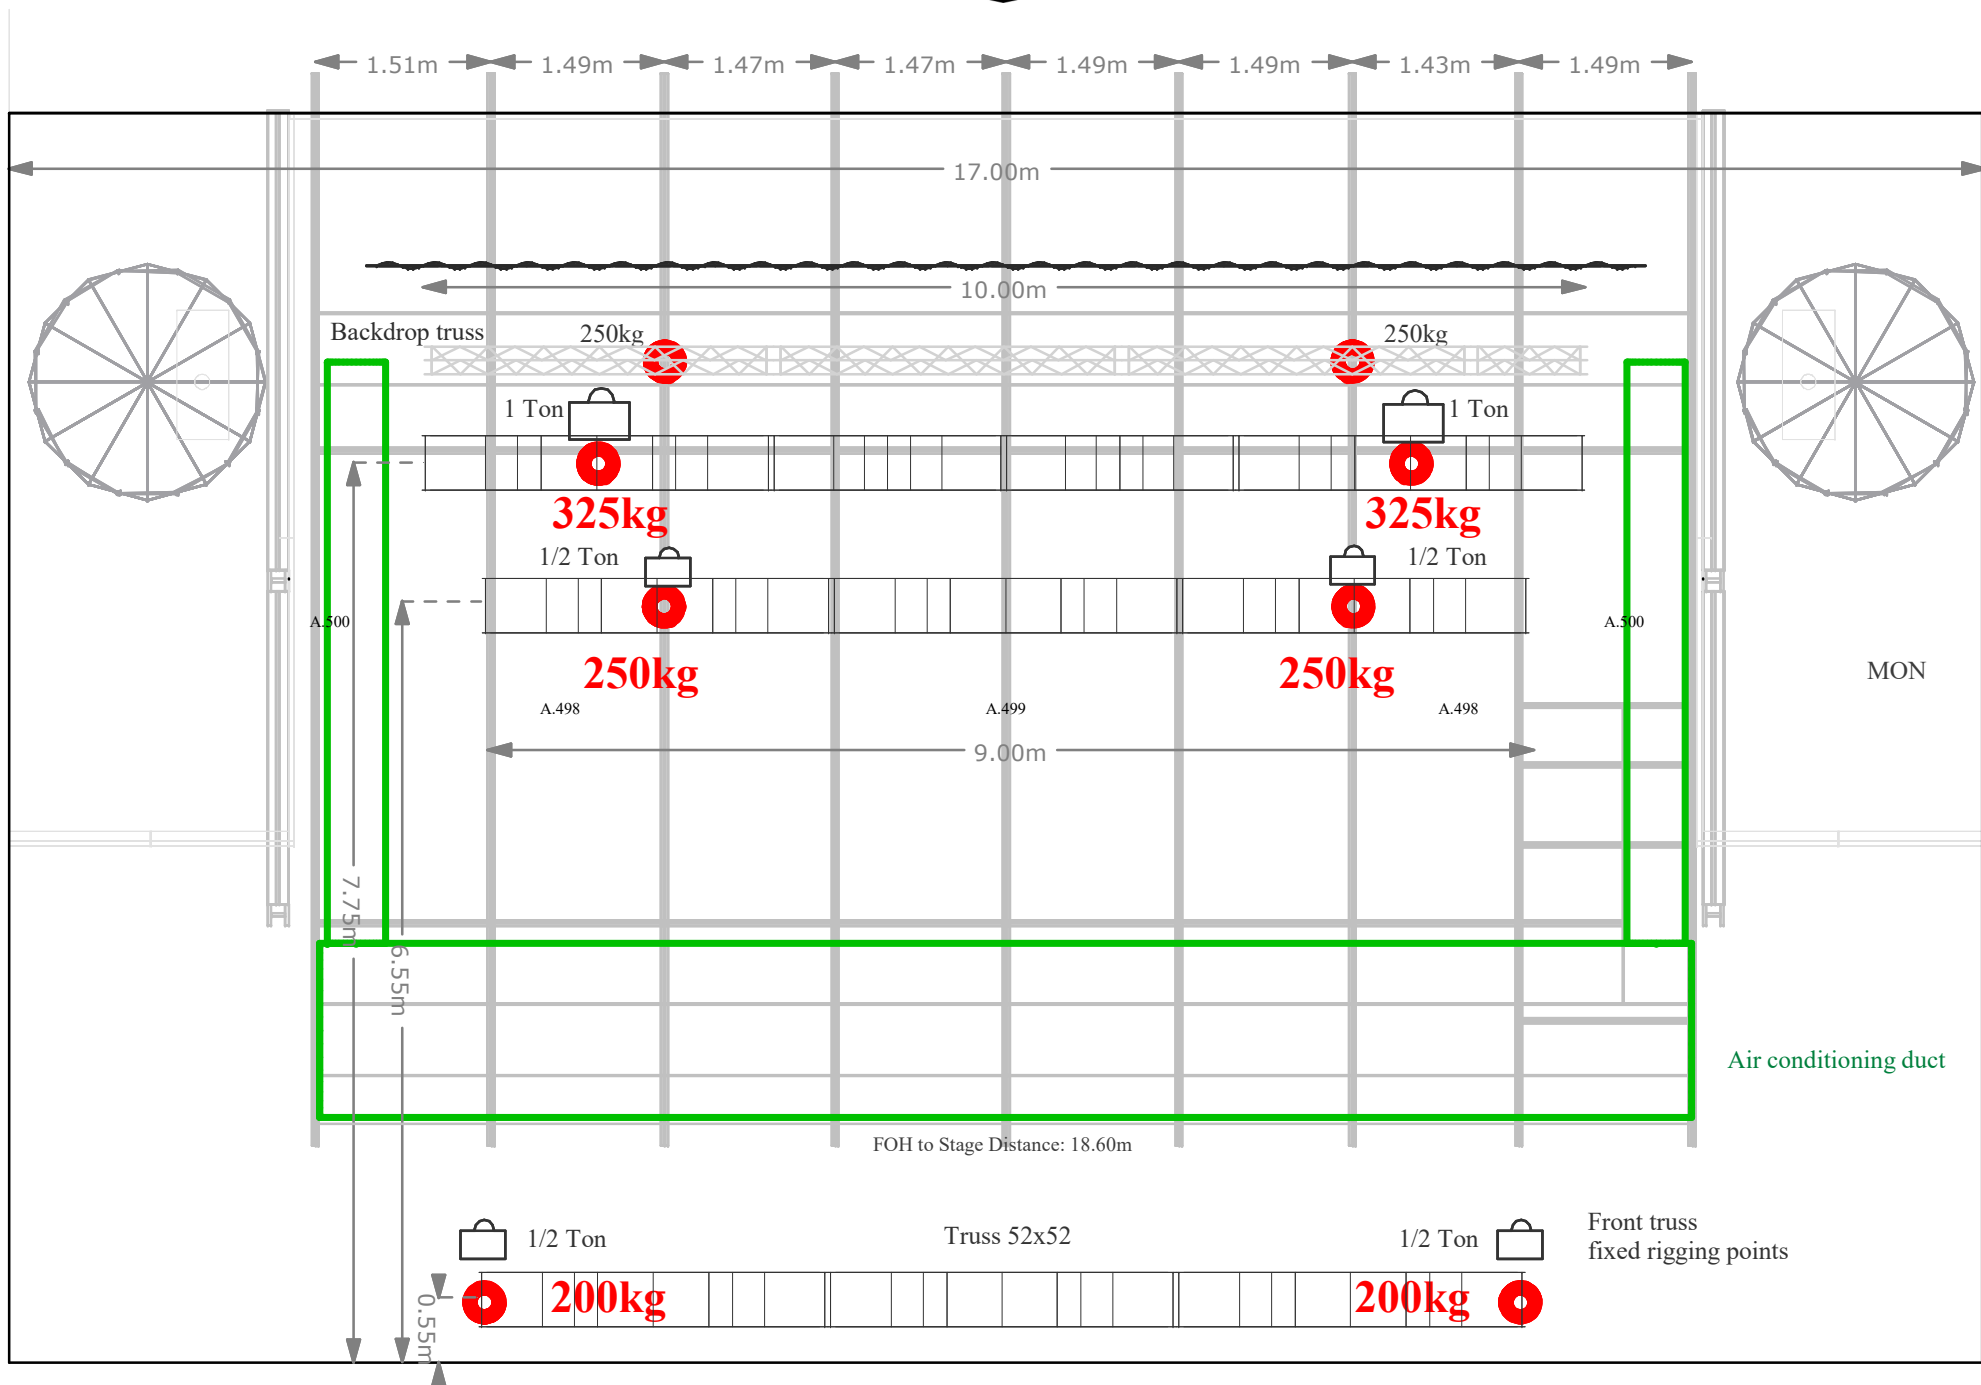 1.51m 1.49m 1.47m 1.47m 1.49m 1.49m 1.43m 1.49m
17.00m
10.00m
Backdrop truss
250kg 250kg
1 Ton 1 Ton
325kg 325kg
1/2 Ton 1/2 Ton
A.500 A.500
250kg 250kg
MON
A.498 A.499 A.498
9.00m
7.75m
6.55m
Air conditioning duct
FOH to Stage Distance: 18.60m
1/2 Ton Truss 52x52 1/2 Ton
Front truss
fixed rigging points
200kg 200kg
0.55m